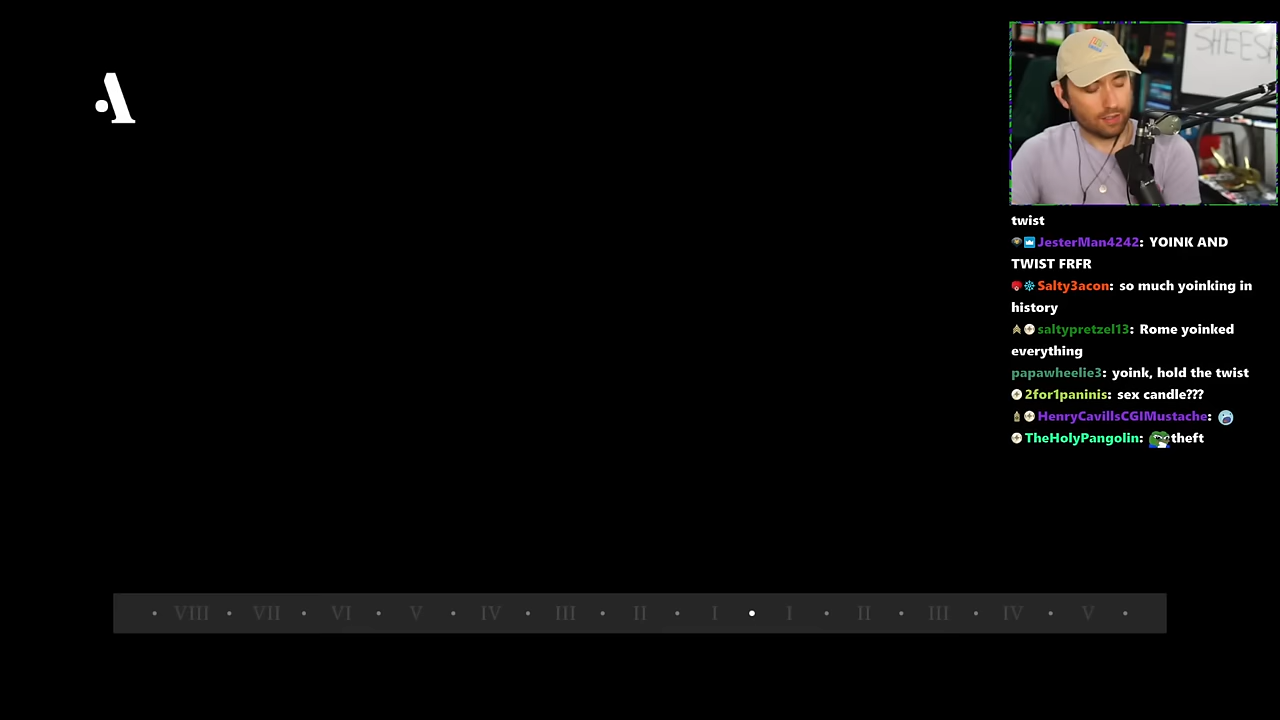 A
SHEESH
twist
JesterMan4242: YOINK AND
TWIST FRFR
Salty3acon: so much yoinking in
history
saltypretzel13: Rome yoinked
everything
papawheelie3: yoink, hold the twist
2for1paninis: sex candle???
HenryCavillsCGIMustache:
TheHolyPangolin: theft
• VIII • VII • VI • V • IV • III • II • I • I • II • III • IV • V •